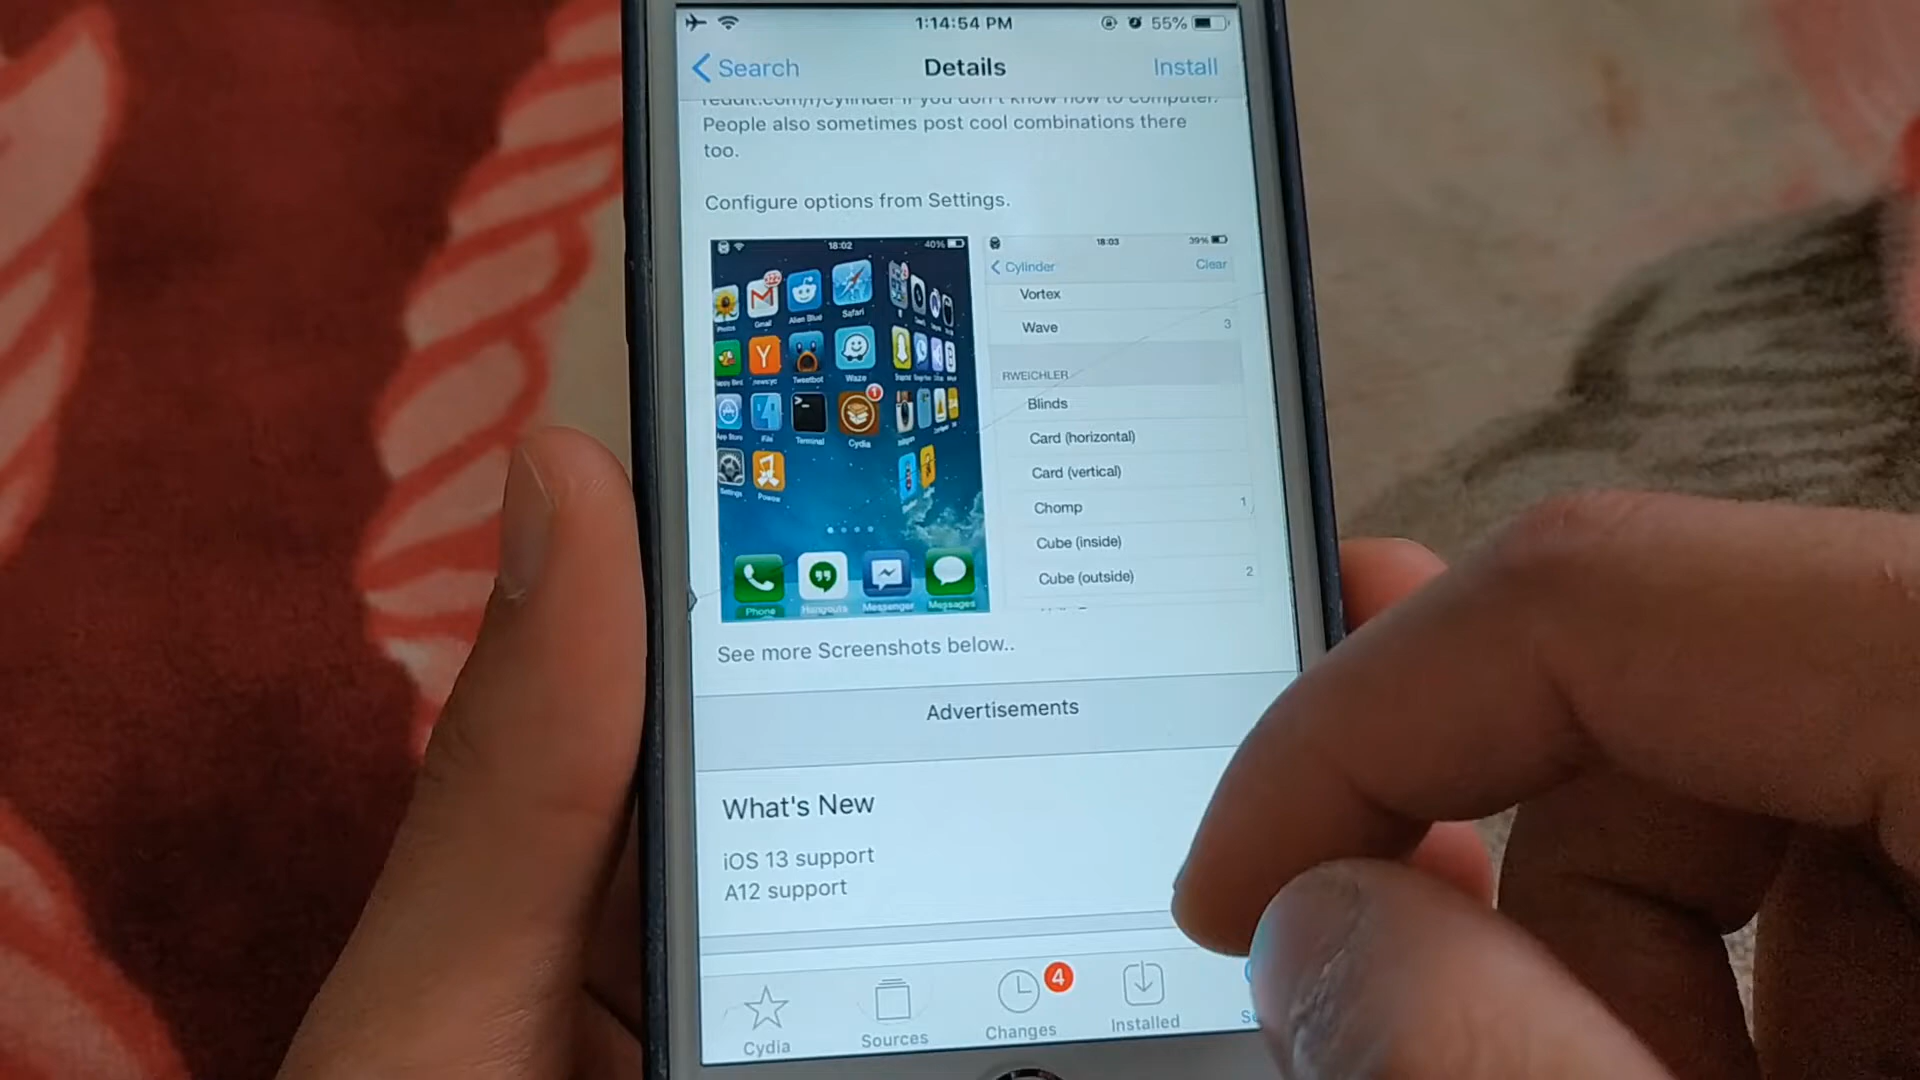 1:14:54 PM
55%
Search
Details
Install
reddit.com/r/cylinder if you don't know how to computer.
People also sometimes post cool combinations there
too.
Configure options from Settings.
18:02
40%
Photos
Gmail
Alien Blue
Safari
Y
Tweetbot
Waze
1
App Store
iFile
Terminal
Cydia
Settings
Phone
Hangouts
Messenger
Messages
18:03
39%
Cylinder
Clear
Vortex
Wave
3
RWEICHLER
Blinds
Card (horizontal)
Card (vertical)
Chomp
1
Cube (inside)
Cube (outside)
2
See more Screenshots below..
Advertisements
What's New
iOS 13 support
A12 support
4
Cydia
Sources
Changes
Installed